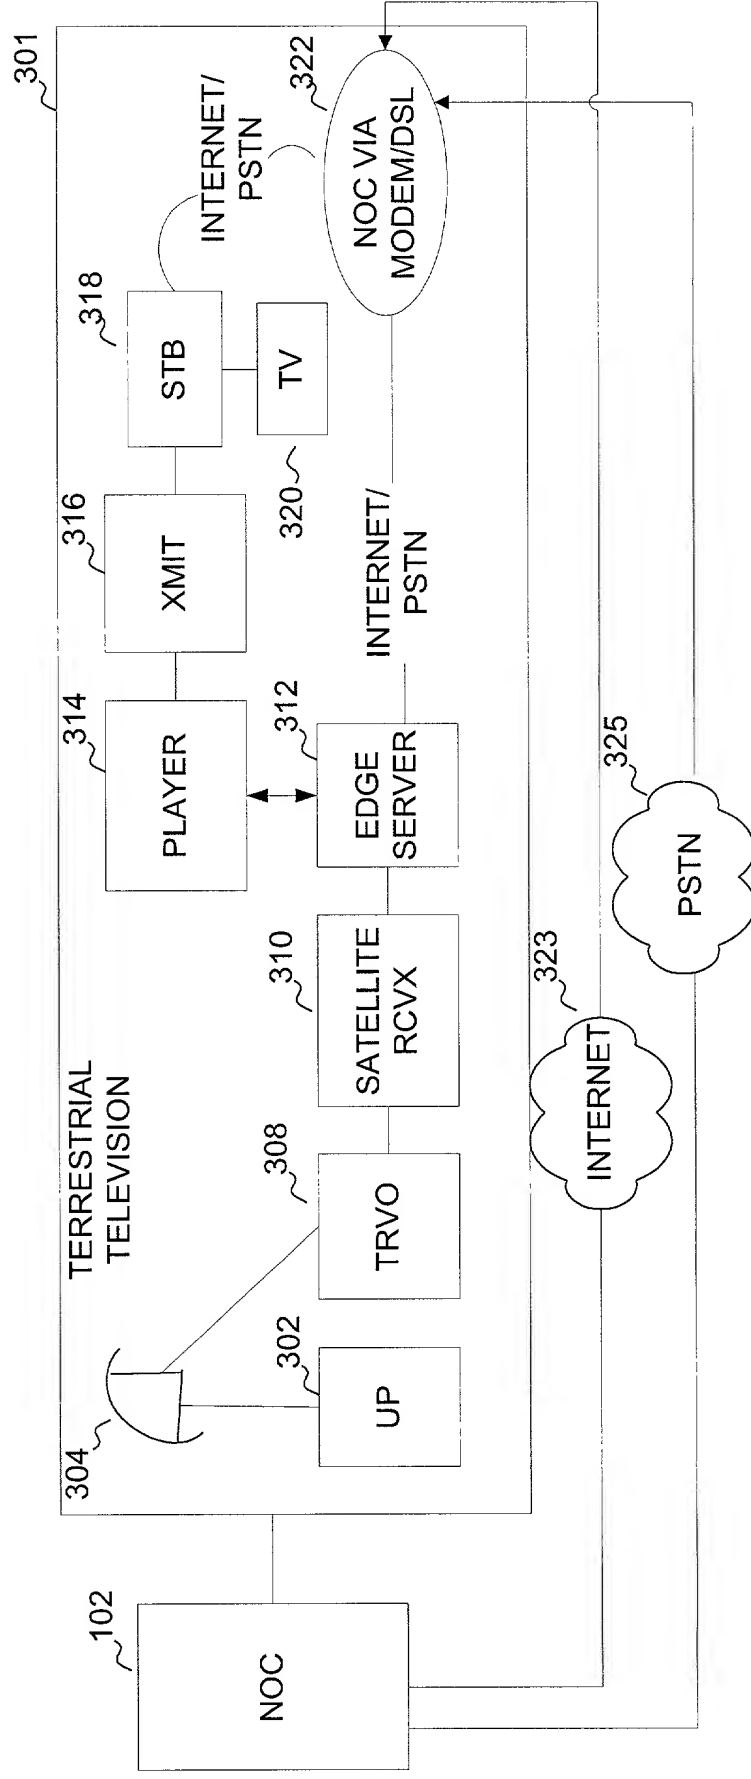 301
TERRESTRIAL
TELEVISION
102
NOC
304
UP
302
TRVO
308
SATELLITE
RCVX
310
EDGE
SERVER
312
PLAYER
314
XMIT
316
STB
318
TV
320
INTERNET/
PSTN
INTERNET/
PSTN
NOC VIA
MODEM/DSL
322
INTERNET
323
PSTN
325